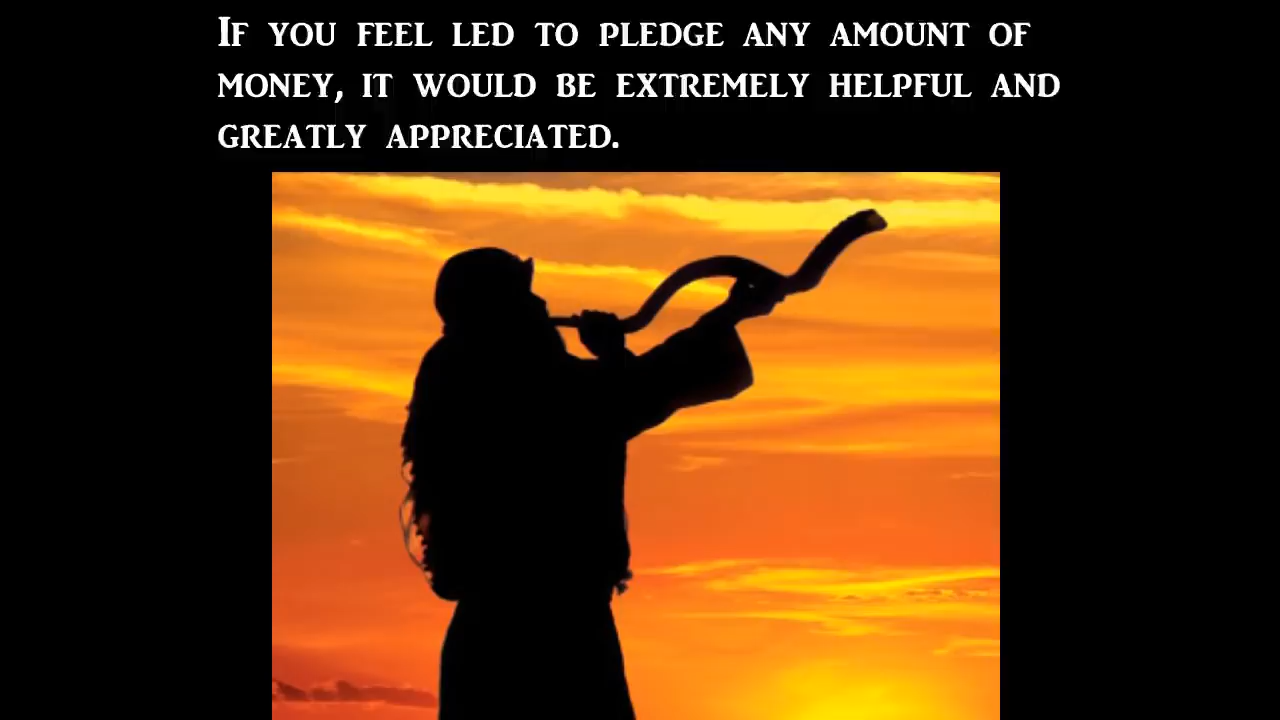 If you feel led to pledge any amount of
money, it would be extremely helpful and
greatly appreciated.